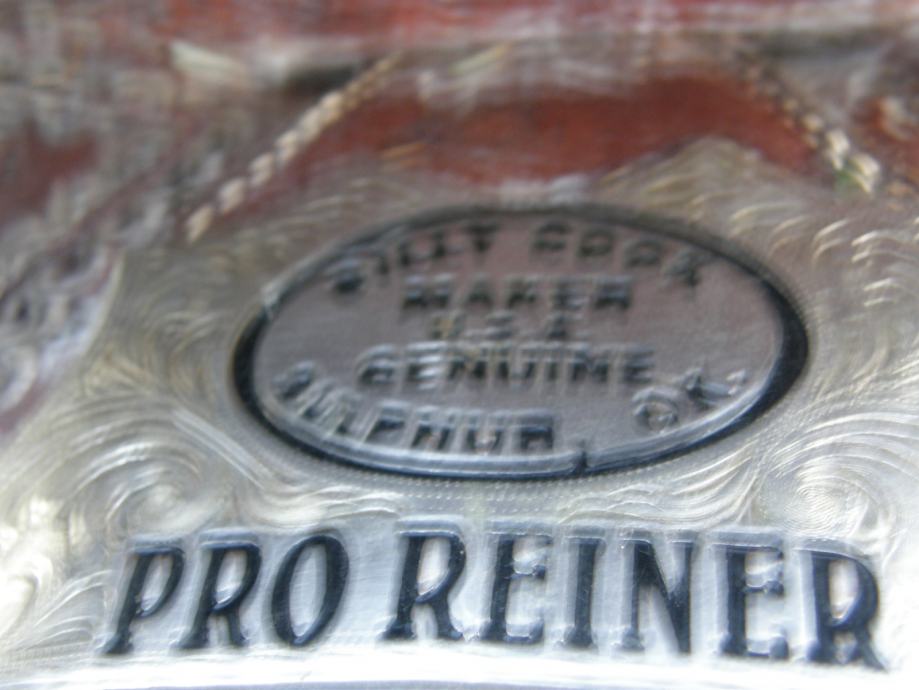 BILLY COOK
MAKER
U.S.A.
GENUINE
SULPHUR OK.
PRO REINER